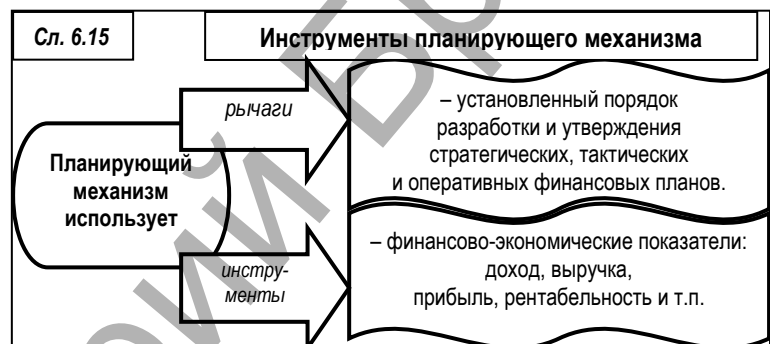 Сл. 6.15
Инструменты планирующего механизма
Планирующий
механизм
использует
рычаги
– установленный порядок
разработки и утверждения
стратегических, тактических
и оперативных финансовых планов.
инстру-
менты
– финансово-экономические показатели:
доход, выручка,
прибыль, рентабельность и т.п.